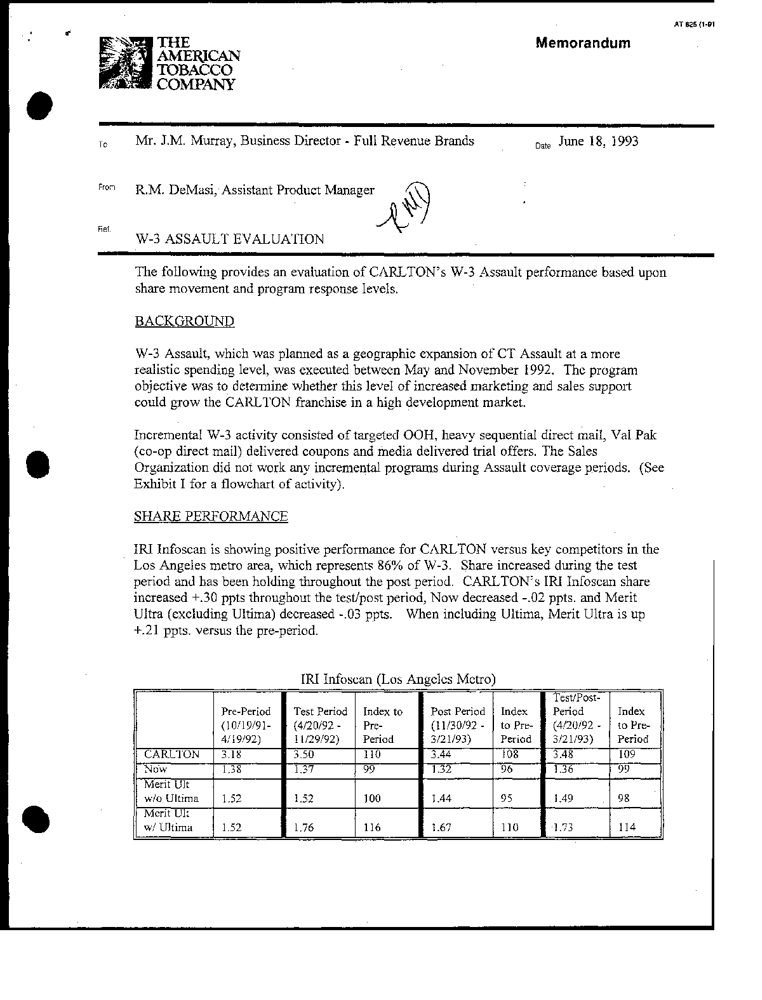 AT 825 (1-91
THE
AMERICAN
TOBACCO
COMPANY
Memorandum
To Mr. J.M. Murray, Business Director - Full Revenue Brands Date June 18, 1993
From R.M. DeMasi, Assistant Product Manager
RMD
Ref.
W-3 ASSAULT EVALUATION
The following provides an evaluation of CARLTON's W-3 Assault performance based upon
share movement and program response levels.
BACKGROUND
W-3 Assault, which was planned as a geographic expansion of CT Assault at a more
realistic spending level, was executed between May and November 1992. The program
objective was to determine whether this level of increased marketing and sales support
could grow the CARLTON franchise in a high development market.
Incremental W-3 activity consisted of targeted OOH, heavy sequential direct mail, Val Pak
(co-op direct mail) delivered coupons and media delivered trial offers. The Sales
Organization did not work any incremental programs during Assault coverage periods. (See
Exhibit I for a flowchart of activity).
SHARE PERFORMANCE
IRI Infoscan is showing positive performance for CARLTON versus key competitors in the
Los Angeles metro area, which represents 86% of W-3. Share increased during the test
period and has been holding throughout the post period. CARLTON's IRI Infoscan share
increased +.30 ppts throughout the test/post period, Now decreased -.02 ppts. and Merit
Ultra (excluding Ultima) decreased -.03 ppts. When including Ultima, Merit Ultra is up
+.21 ppts. versus the pre-period.
IRI Infoscan (Los Angeles Metro)
Test/Post-
Pre-Period Test Period Index to Post Period Index Period Index
(10/19/91- (4/20/92 - Pre- (11/30/92 - to Pre- (4/20/92 - to Pre-
4/19/92) 11/29/92) Period 3/21/93) Period 3/21/93) Period
CARLTON 3.18 3.50 110 3.44 108 3.48 109
Now 1.38 1.37 99 1.32 96 1.36 99
Merit Ult
w/o Ultima 1.52 1.52 100 1.44 95 1.49 98
Merit Ult
w/ Ultima 1.52 1.76 116 1.67 110 1.73 114